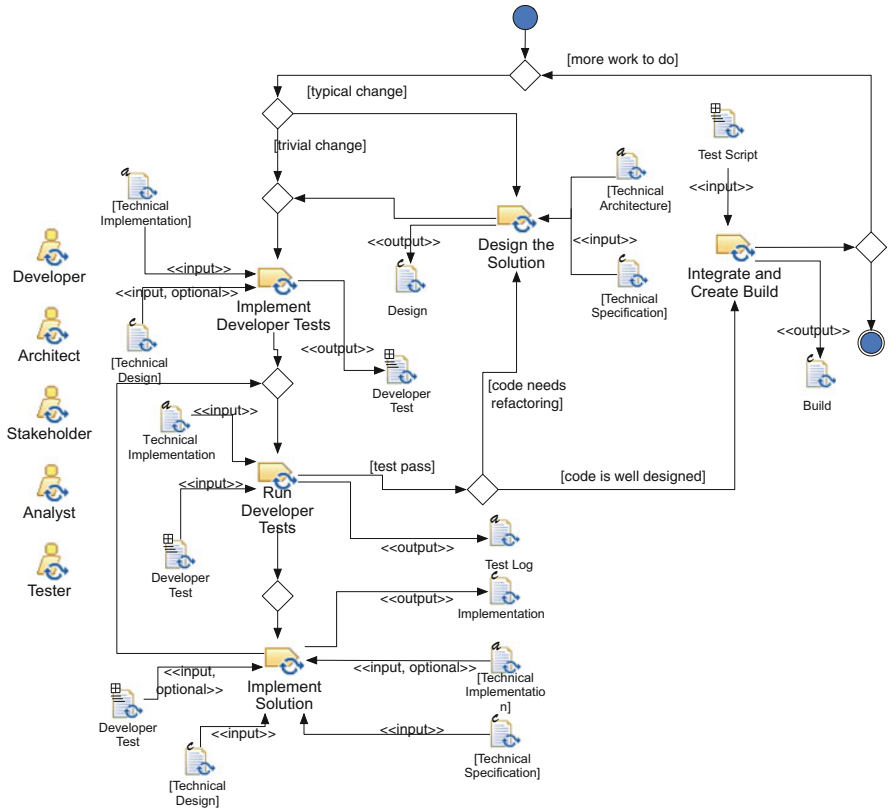 [more work to do]
[typical change]
[trivial change]
Test Script
<<input>>
[Technical
Implementation]
[Technical
Architecture]
<<input>>
[Technical
Specification]
<<output>>
Design the
Solution
Design
Integrate and
Create Build
<<output>>
Build
Developer
Architect
Stakeholder
Analyst
Tester
<<input>>
<<input, optional>>
Implement
Developer Tests
[Technical
Design]
<<output>>
Developer
Test
[code needs
refactoring]
<<input>>
Technical
Implementation
[test pass]
[code is well designed]
<<input>>
Run
Developer
Tests
Developer
Test
<<output>>
Test Log
<<output>>
Implementation
<<input,
optional>>
Implement
Solution
<<input, optional>>
[Technical
Implementatio
n]
Developer
Test
<<input>>
[Technical
Design]
<<input>>
[Technical
Specification]